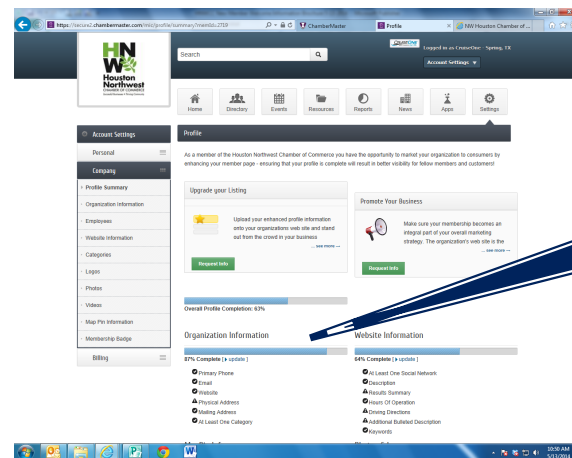 https://secure2.chambermaster.com/mic/profile/summary?memid=2719
ChamberMaster
Profile
NW Houston Chamber of ...
HNW
Houston
Northwest
CHAMBER OF COMMERCE
Search
CRUISEONE
Logged in as CruiseOne - Spring, TX
Account Settings
Home
Directory
Events
Resources
Reports
News
Apps
Settings
Account Settings
Personal
Company
Profile Summary
Organization Information
Employees
Website Information
Categories
Logos
Photos
Videos
Map Pin Information
Membership Badge
Billing
Profile
As a member of the Houston Northwest Chamber of Commerce you have the opportunity to market your organization to consumers by
enhancing your member page - ensuring that your profile is complete will result in better visibility for fellow members and customers!
Upgrade your Listing
Upload your enhanced profile information
onto your organizations web site and stand
out from the crowd in your business
... see more →
Request Info
Promote Your Business
Make sure your membership becomes an
integral part of your overall marketing
strategy. The organization's web site is the
... see more →
Request Info
Overall Profile Completion: 63%
Organization Information
87% Complete [ update ]
Primary Phone
Email
Website
Physical Address
Mailing Address
At Least One Category
Website Information
64% Complete [ update ]
At Least One Social Network
Description
Results Summary
Hours Of Operation
Driving Directions
Additional Bulleted Description
Keywords
10:30 AM
5/13/2014